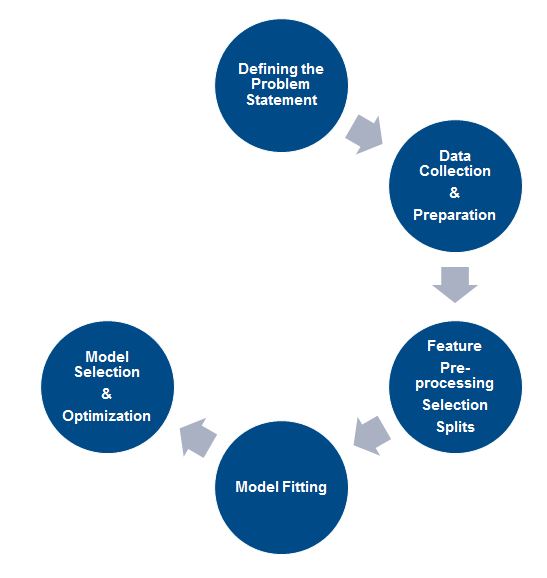 Defining the
Problem
Statement
Data
Collection
&
Preparation
Feature
Pre-
processing
Selection
Splits
Model Fitting
Model
Selection
&
Optimization